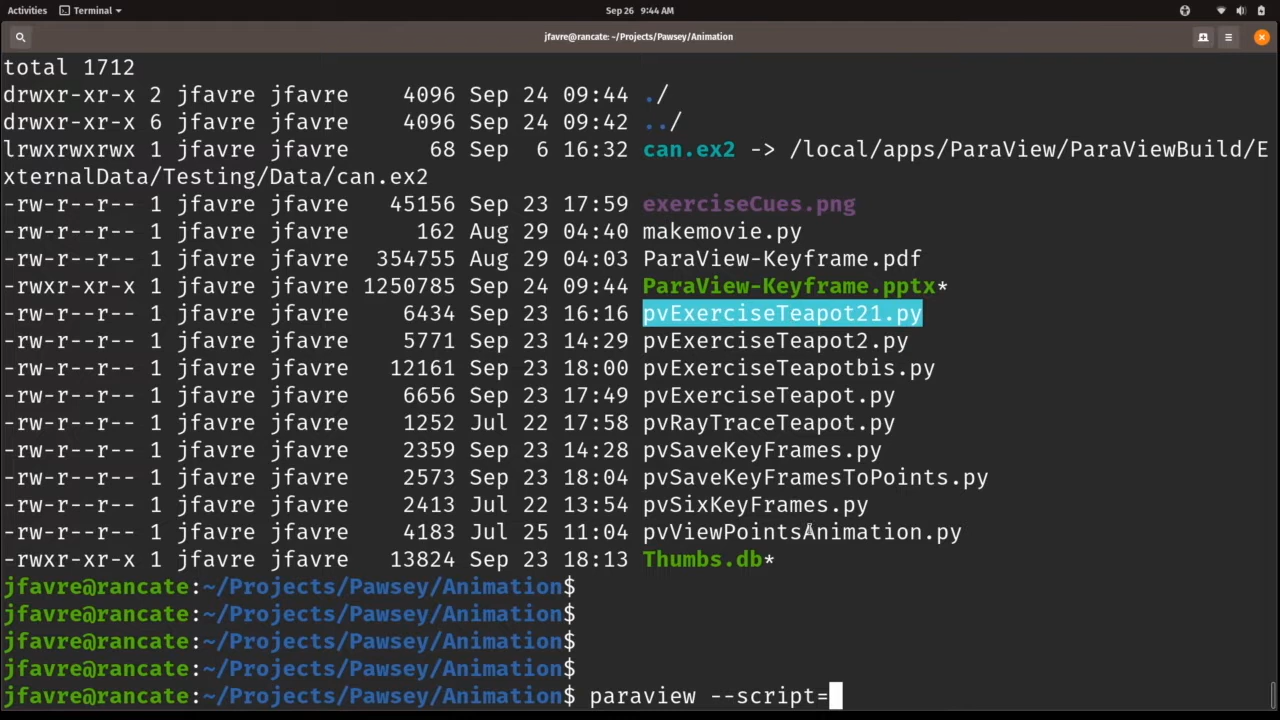 Activities Terminal Sep 26 9:44 AM
jfavre@rancate: ~/Projects/Pawsey/Animation
total 1712
drwxr-xr-x 2 jfavre jfavre 4096 Sep 24 09:44 ./
drwxr-xr-x 6 jfavre jfavre 4096 Sep 24 09:42 ../
lrwxrwxrwx 1 jfavre jfavre 68 Sep 6 16:32 can.ex2 -> /local/apps/ParaView/ParaViewBuild/E
xternalData/Testing/Data/can.ex2
-rw-r--r-- 1 jfavre jfavre 45156 Sep 23 17:59 exerciseCues.png
-rw-r--r-- 1 jfavre jfavre 162 Aug 29 04:40 makemovie.py
-rw-r--r-- 1 jfavre jfavre 354755 Aug 29 04:03 ParaView-Keyframe.pdf
-rwxr-xr-x 1 jfavre jfavre 1250785 Sep 24 09:44 ParaView-Keyframe.pptx*
-rw-r--r-- 1 jfavre jfavre 6434 Sep 23 16:16 pvExerciseTeapot21.py
-rw-r--r-- 1 jfavre jfavre 5771 Sep 23 14:29 pvExerciseTeapot2.py
-rw-r--r-- 1 jfavre jfavre 12161 Sep 23 18:00 pvExerciseTeapotbis.py
-rw-r--r-- 1 jfavre jfavre 6656 Sep 23 17:49 pvExerciseTeapot.py
-rw-r--r-- 1 jfavre jfavre 1252 Jul 22 17:58 pvRayTraceTeapot.py
-rw-r--r-- 1 jfavre jfavre 2359 Sep 23 14:28 pvSaveKeyFrames.py
-rw-r--r-- 1 jfavre jfavre 2573 Sep 23 18:04 pvSaveKeyFramesToPoints.py
-rw-r--r-- 1 jfavre jfavre 2413 Jul 22 13:54 pvSixKeyFrames.py
-rw-r--r-- 1 jfavre jfavre 4183 Jul 25 11:04 pvViewPointsAnimation.py
-rwxr-xr-x 1 jfavre jfavre 13824 Sep 23 18:13 Thumbs.db*
jfavre@rancate:~/Projects/Pawsey/Animation$
jfavre@rancate:~/Projects/Pawsey/Animation$
jfavre@rancate:~/Projects/Pawsey/Animation$
jfavre@rancate:~/Projects/Pawsey/Animation$
jfavre@rancate:~/Projects/Pawsey/Animation$ paraview --script=